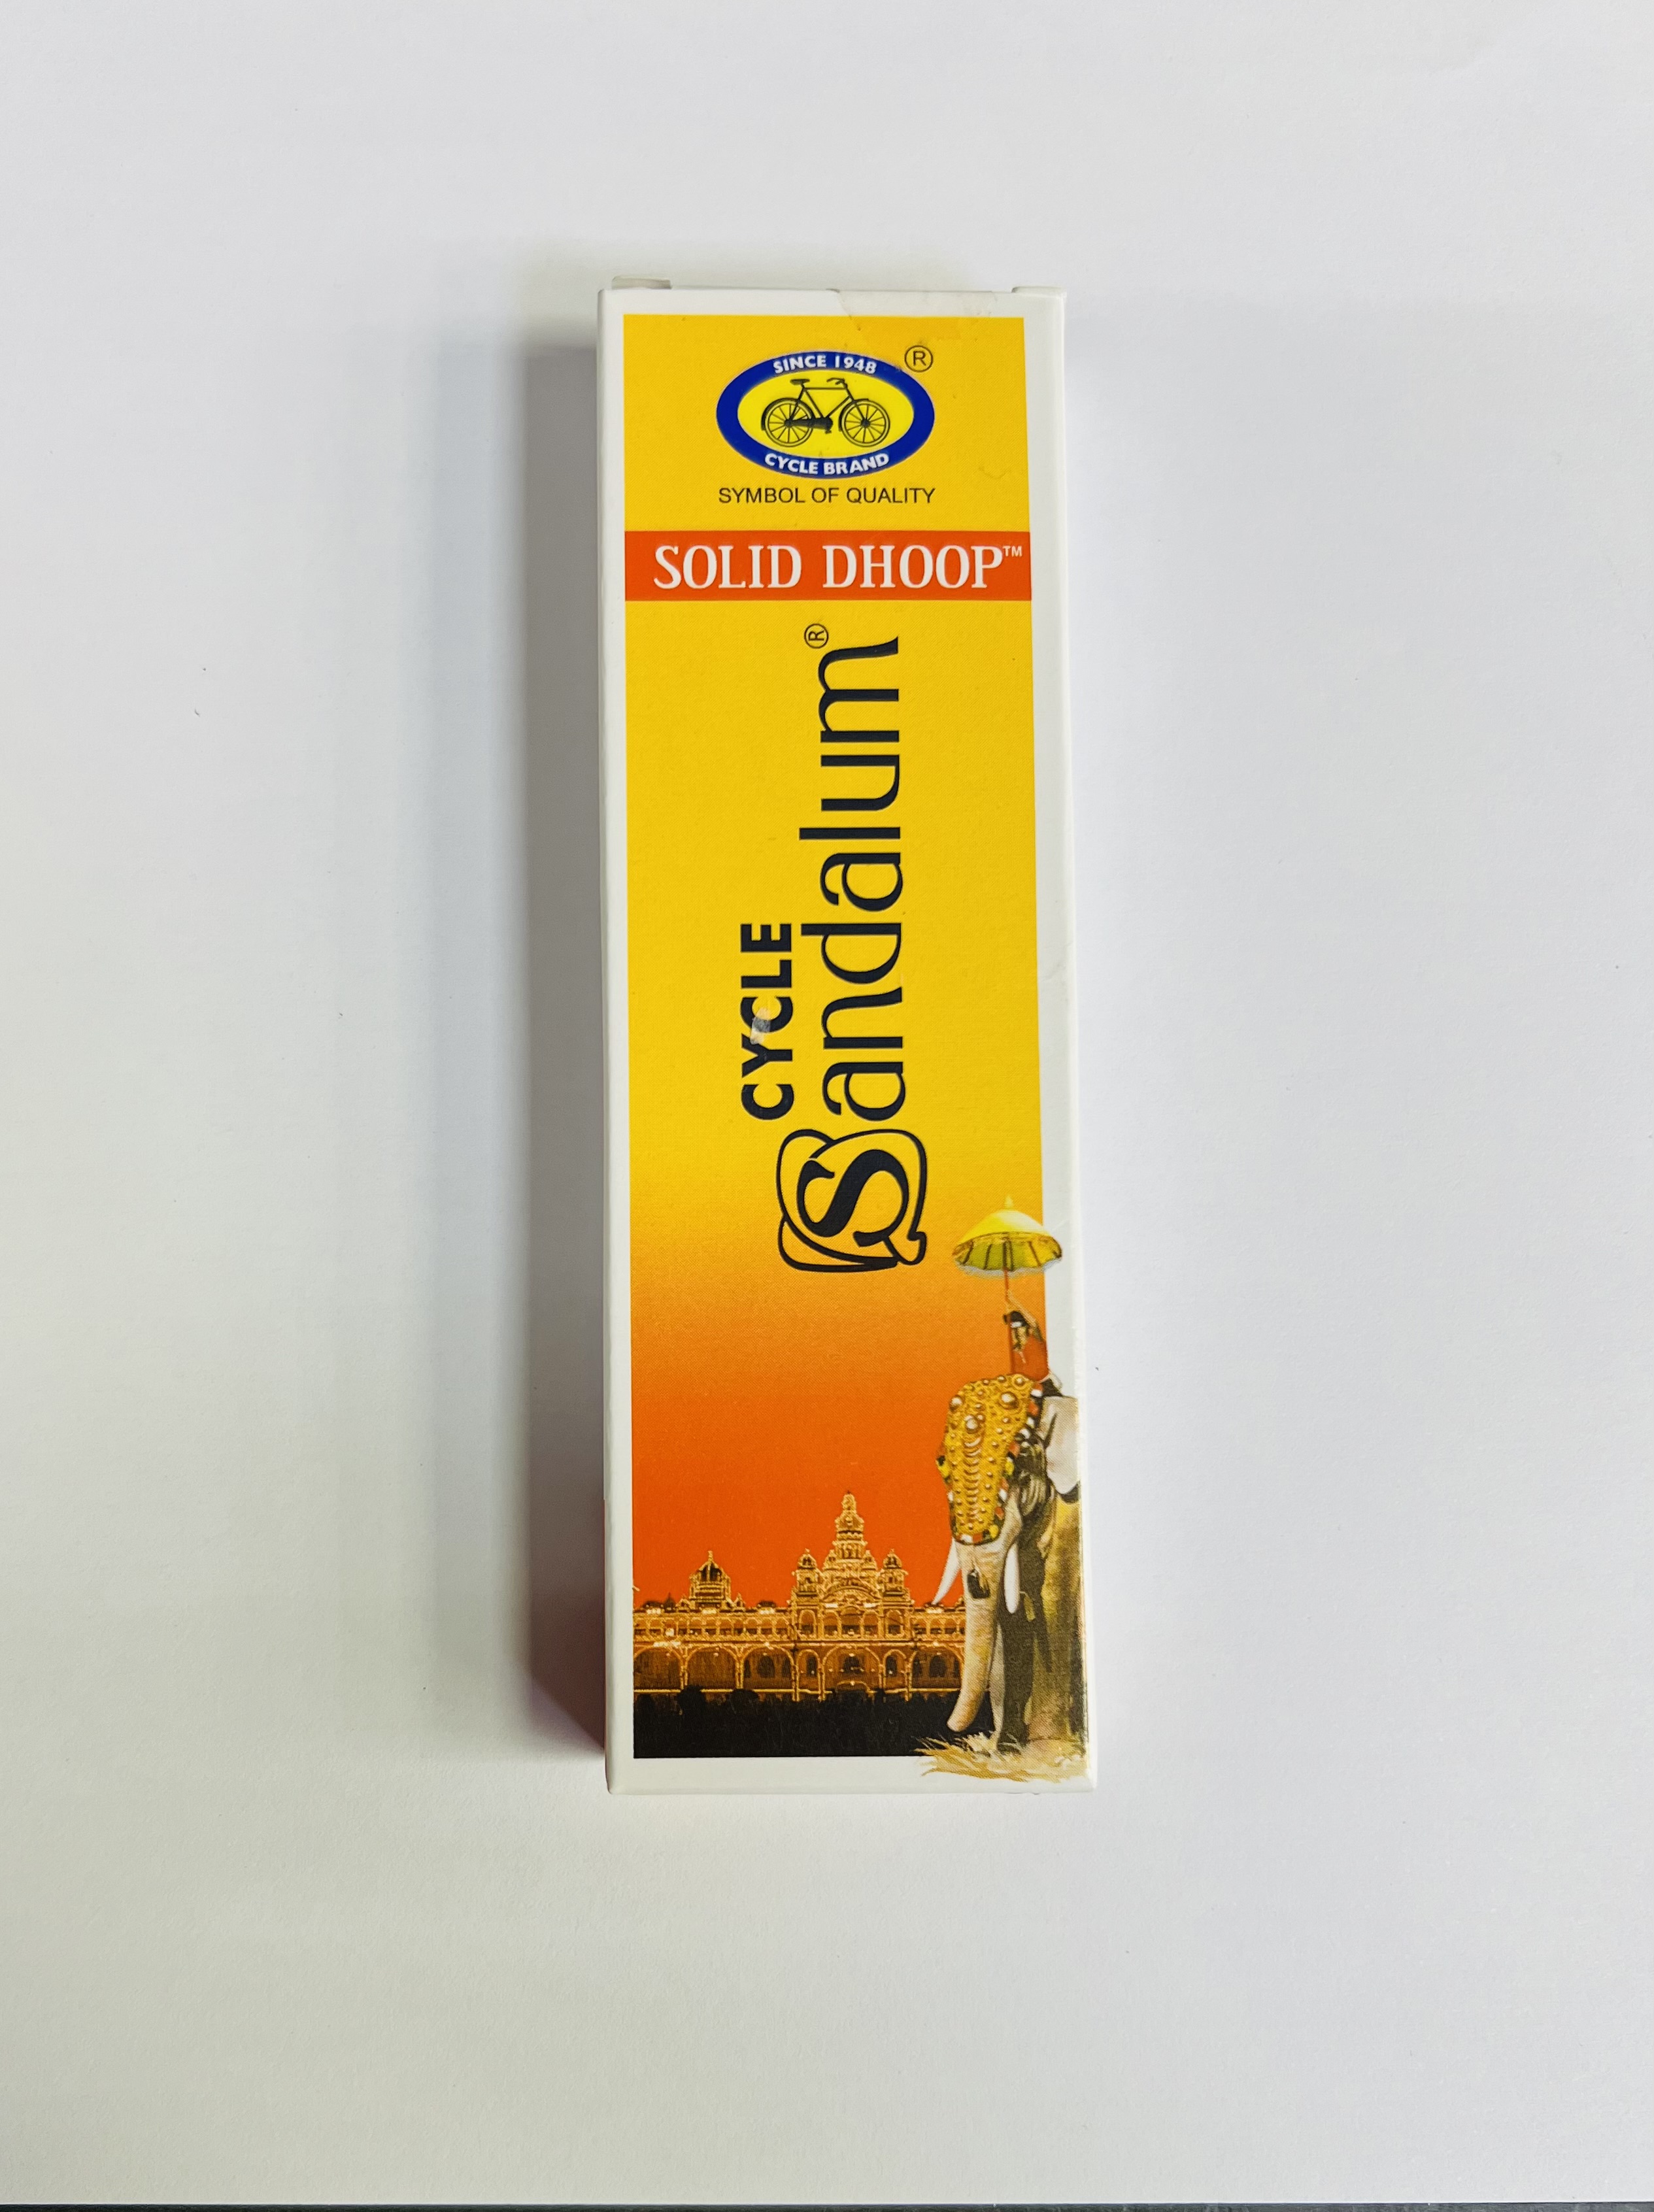 SINCE 1948
®
CYCLE BRAND
SYMBOL OF QUALITY
SOLID DHOOP™
CYCLE
Sandalum®